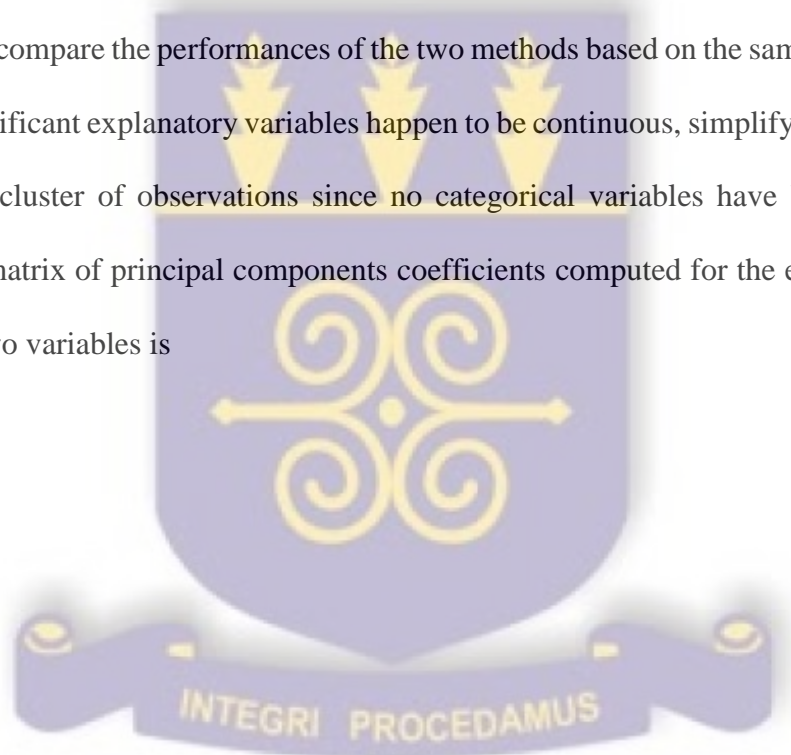 compare the performances of the two methods based on the sam
ificant explanatory variables happen to be continuous, simplify
cluster of observations since no categorical variables have
natrix of principal components coefficients computed for the e
o variables is
INTEGRI PROCEDAMUS